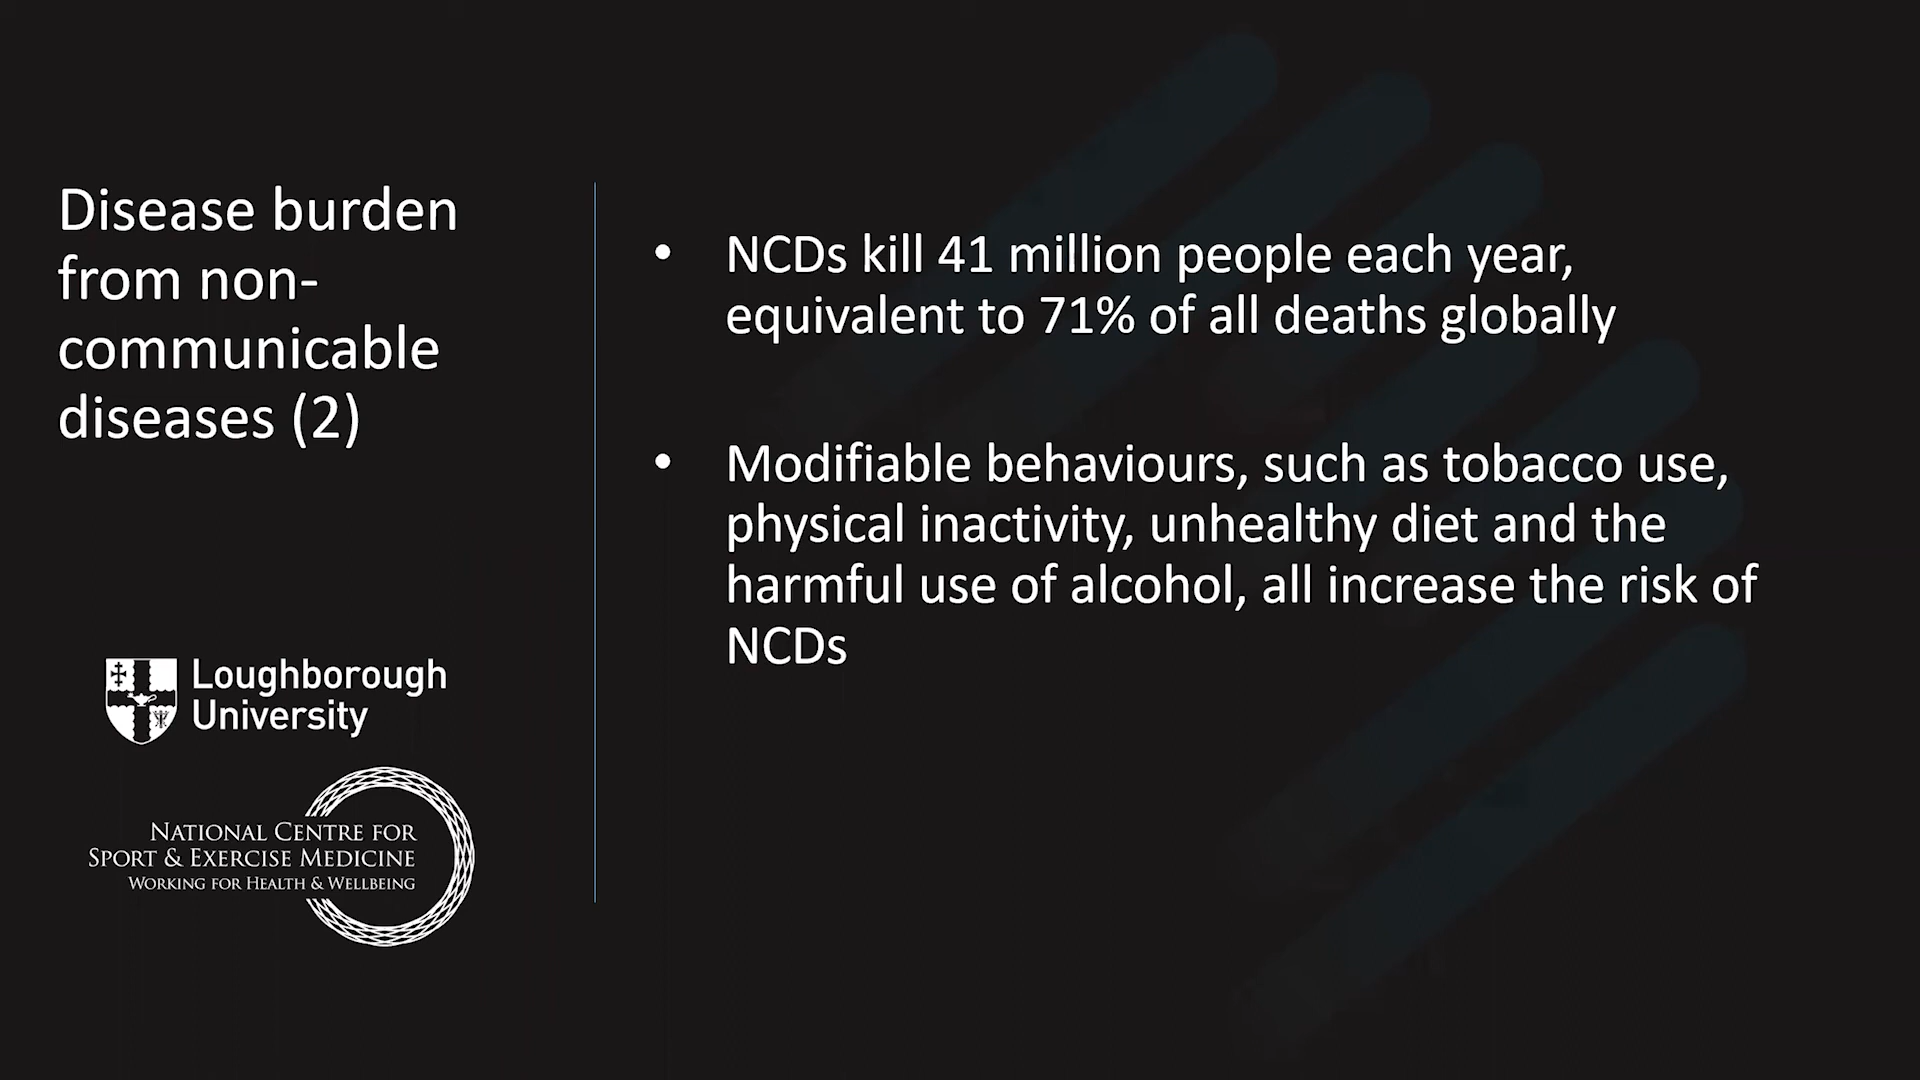 Disease burden
from non-
communicable
diseases (2)
• NCDs kill 41 million people each year,
equivalent to 71% of all deaths globally
• Modifiable behaviours, such as tobacco use,
physical inactivity, unhealthy diet and the
harmful use of alcohol, all increase the risk of
NCDs
Loughborough
University
NATIONAL CENTRE FOR
SPORT & EXERCISE MEDICINE
WORKING FOR HEALTH & WELLBEING